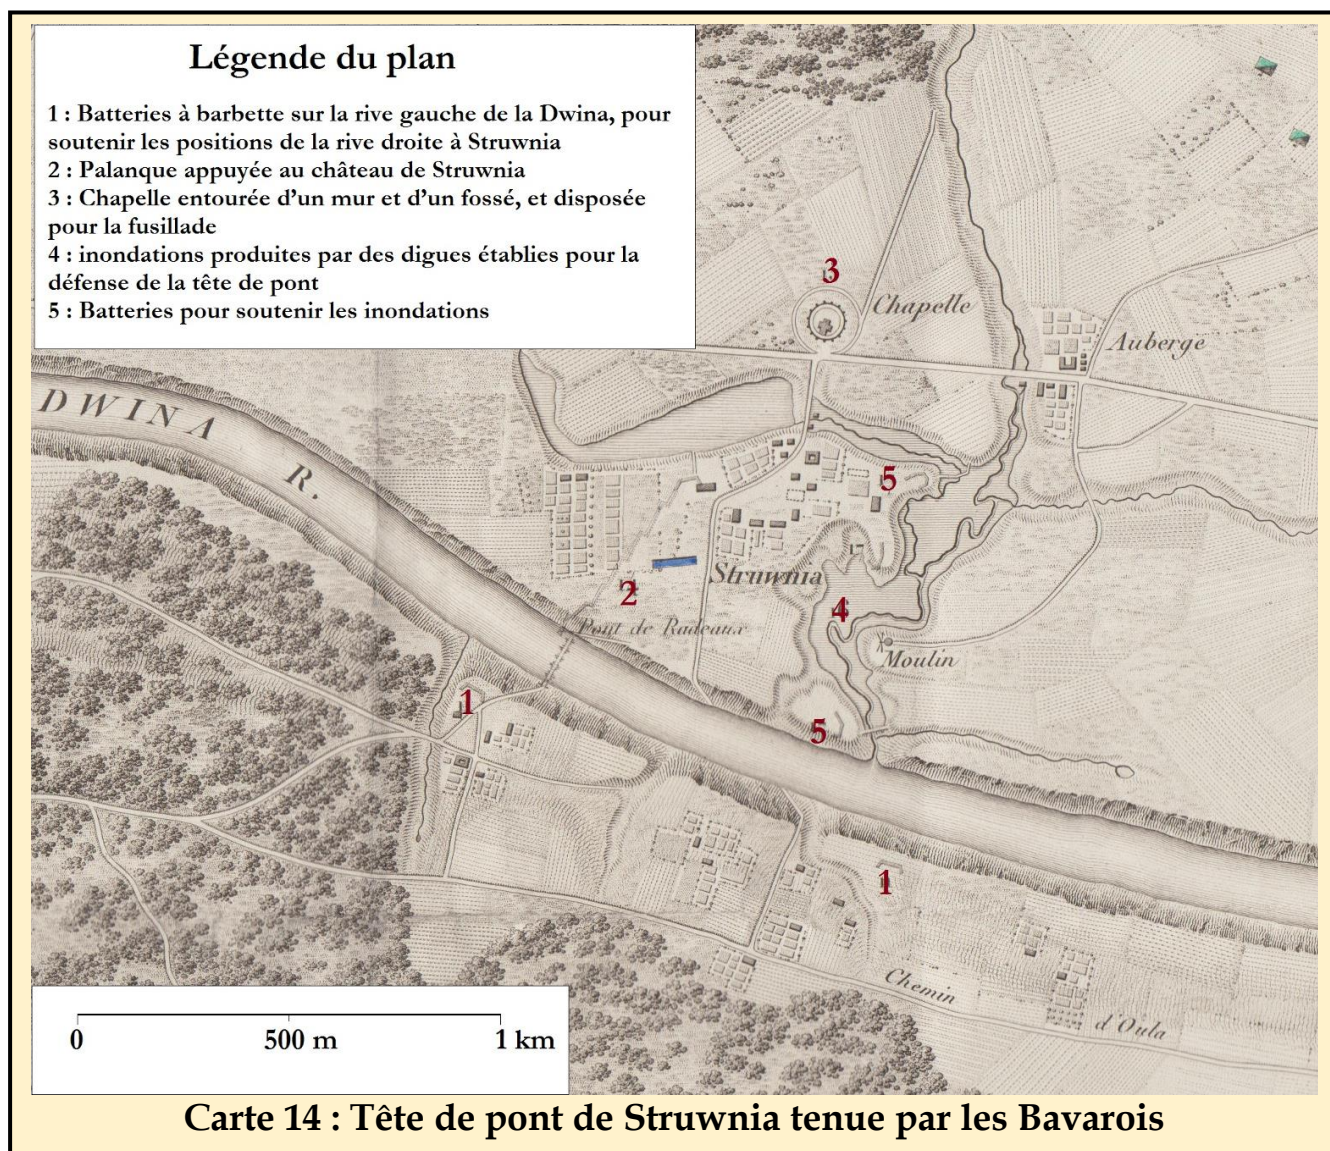 Légende du plan
1 : Batteries à barbette sur la rive gauche de la Dwina, pour
soutenir les positions de la rive droite à Struwnia
2 : Palanque appuyée au château de Struwnia
3 : Chapelle entourée d’un mur et d’un fossé, et disposée
pour la fusillade
4 : inondations produites par des digues établies pour la
défense de la tête de pont
5 : Batteries pour soutenir les inondations
3
Chapelle
Auberge
DWINA
R.
5
Struwnia
2
4
Pont de Radeaux
Moulin
1
5
1
Chemin
d'Oula
0
500 m
1 km
Carte 14 : Tête de pont de Struwnia tenue par les Bavarois